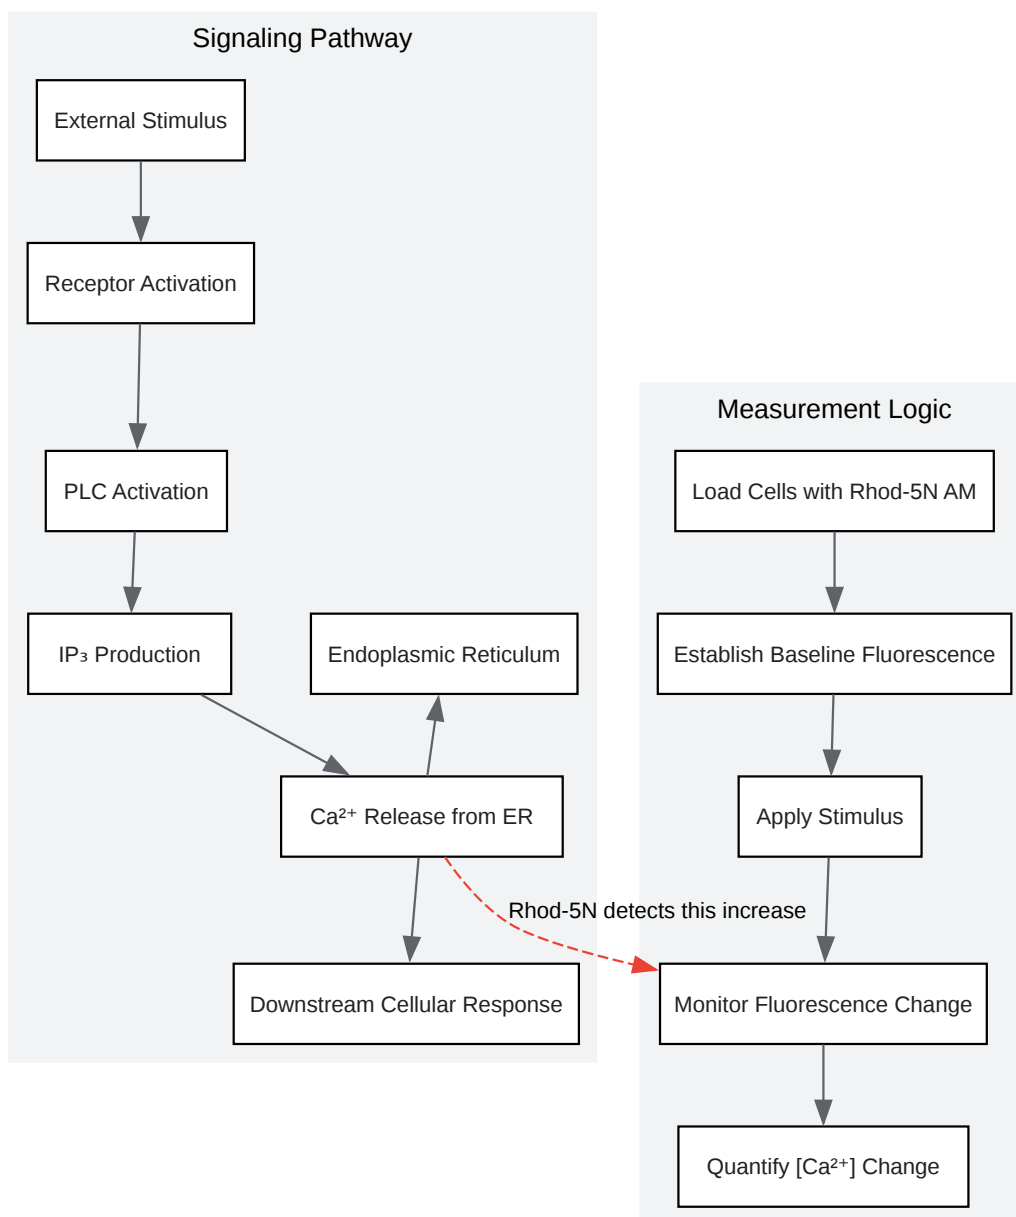 Signaling Pathway
External Stimulus
Receptor Activation
PLC Activation
IP₃ Production
Endoplasmic Reticulum
Ca²⁺ Release from ER
Rhod-5N detects this increase
Downstream Cellular Response
Measurement Logic
Load Cells with Rhod-5N AM
Establish Baseline Fluorescence
Apply Stimulus
Monitor Fluorescence Change
Quantify [Ca²⁺] Change